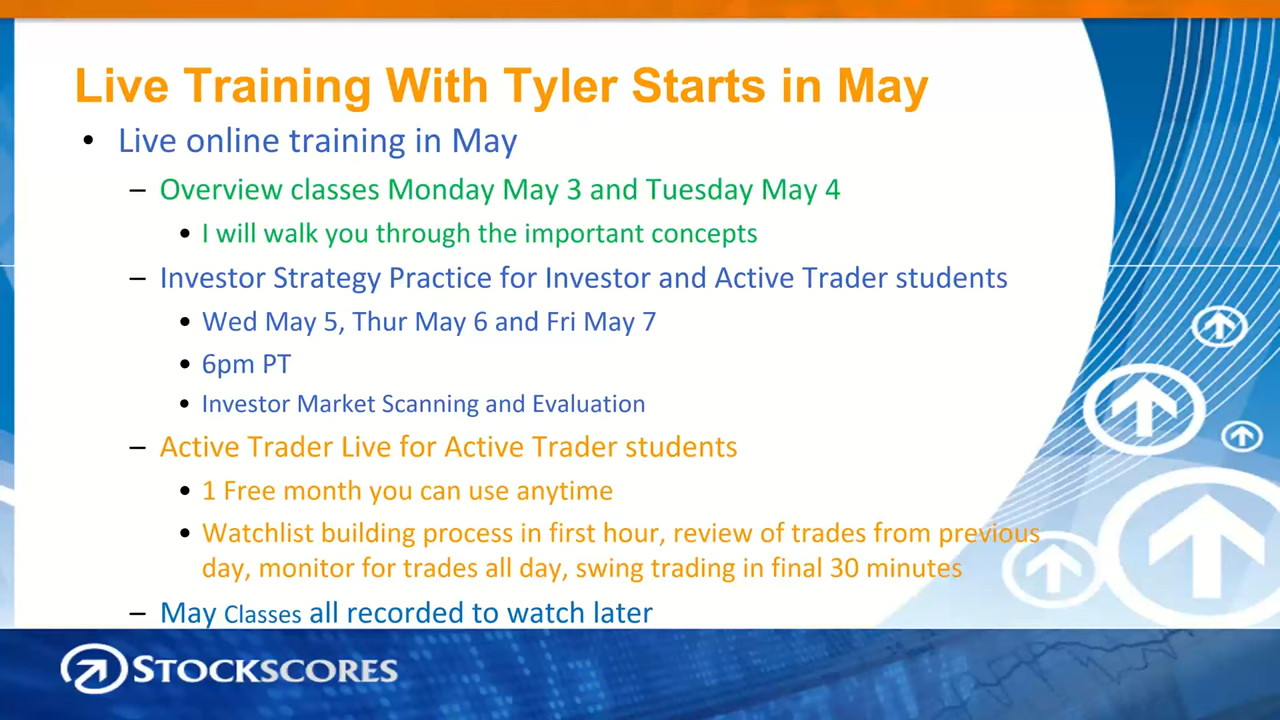 Live Training With Tyler Starts in May
• Live online training in May
– Overview classes Monday May 3 and Tuesday May 4
• I will walk you through the important concepts
– Investor Strategy Practice for Investor and Active Trader students
• Wed May 5, Thur May 6 and Fri May 7
• 6pm PT
• Investor Market Scanning and Evaluation
– Active Trader Live for Active Trader students
• 1 Free month you can use anytime
• Watchlist building process in first hour, review of trades from previous
day, monitor for trades all day, swing trading in final 30 minutes
– May Classes all recorded to watch later
STOCKSCORES